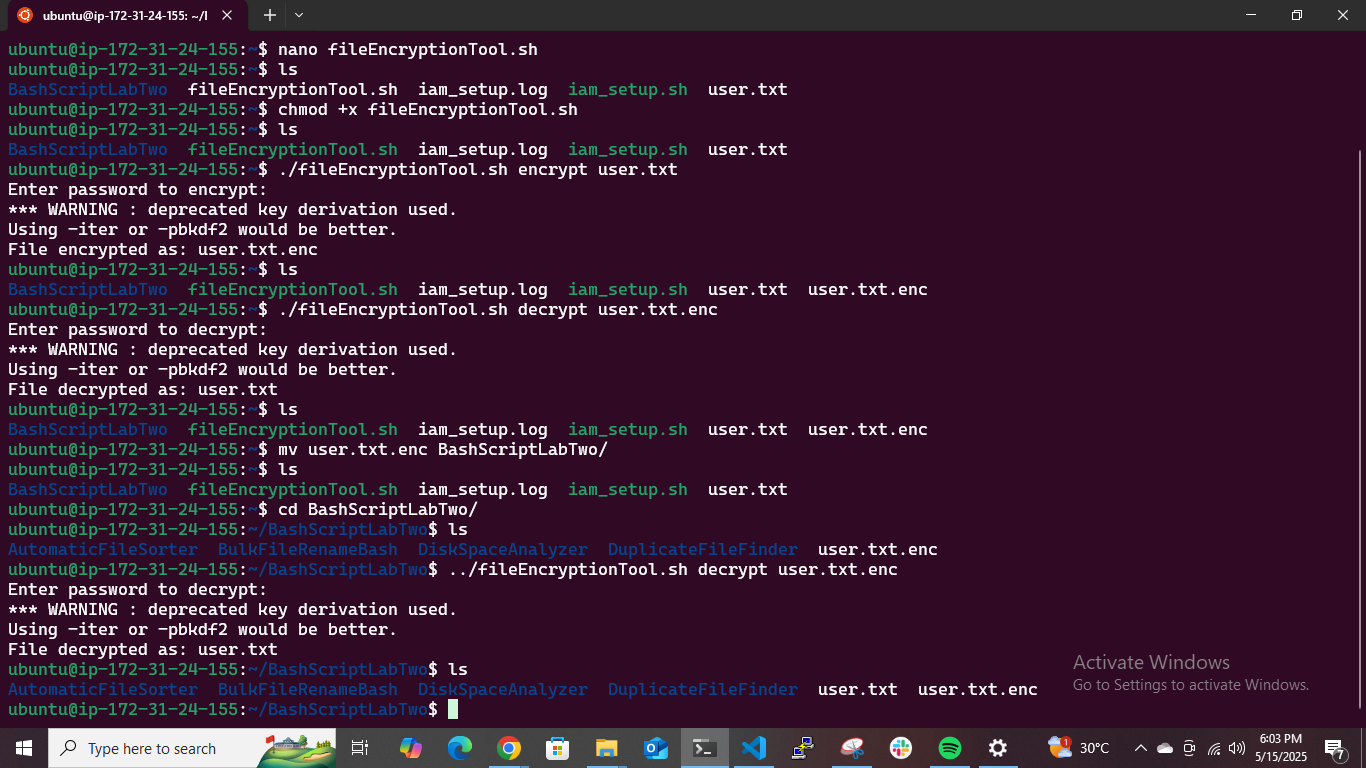 ubuntu@ip-172-31-24-155: ~/I
ubuntu@ip-172-31-24-155:~$ nano fileEncryptionTool.sh
ubuntu@ip-172-31-24-155:~$ ls
BashScriptLabTwo  fileEncryptionTool.sh  iam_setup.log  iam_setup.sh  user.txt
ubuntu@ip-172-31-24-155:~$ chmod +x fileEncryptionTool.sh
ubuntu@ip-172-31-24-155:~$ ls
BashScriptLabTwo  fileEncryptionTool.sh  iam_setup.log  iam_setup.sh  user.txt
ubuntu@ip-172-31-24-155:~$ ./fileEncryptionTool.sh encrypt user.txt
Enter password to encrypt:
*** WARNING : deprecated key derivation used.
Using -iter or -pbkdf2 would be better.
File encrypted as: user.txt.enc
ubuntu@ip-172-31-24-155:~$ ls
BashScriptLabTwo  fileEncryptionTool.sh  iam_setup.log  iam_setup.sh  user.txt  user.txt.enc
ubuntu@ip-172-31-24-155:~$ ./fileEncryptionTool.sh decrypt user.txt.enc
Enter password to decrypt:
*** WARNING : deprecated key derivation used.
Using -iter or -pbkdf2 would be better.
File decrypted as: user.txt
ubuntu@ip-172-31-24-155:~$ ls
BashScriptLabTwo  fileEncryptionTool.sh  iam_setup.log  iam_setup.sh  user.txt  user.txt.enc
ubuntu@ip-172-31-24-155:~$ mv user.txt.enc BashScriptLabTwo/
ubuntu@ip-172-31-24-155:~$ ls
BashScriptLabTwo  fileEncryptionTool.sh  iam_setup.log  iam_setup.sh  user.txt
ubuntu@ip-172-31-24-155:~$ cd BashScriptLabTwo/
ubuntu@ip-172-31-24-155:~/BashScriptLabTwo$ ls
AutomaticFileSorter  BulkFileRenameBash  DiskSpaceAnalyzer  DuplicateFileFinder  user.txt.enc
ubuntu@ip-172-31-24-155:~/BashScriptLabTwo$ ../fileEncryptionTool.sh decrypt user.txt.enc
Enter password to decrypt:
*** WARNING : deprecated key derivation used.
Using -iter or -pbkdf2 would be better.
File decrypted as: user.txt
ubuntu@ip-172-31-24-155:~/BashScriptLabTwo$ ls
AutomaticFileSorter  BulkFileRenameBash  DiskSpaceAnalyzer  DuplicateFileFinder  user.txt  user.txt.enc
ubuntu@ip-172-31-24-155:~/BashScriptLabTwo$
Activate Windows
Go to Settings to activate Windows.
Type here to search
1
30°C
6:03 PM
5/15/2025
7